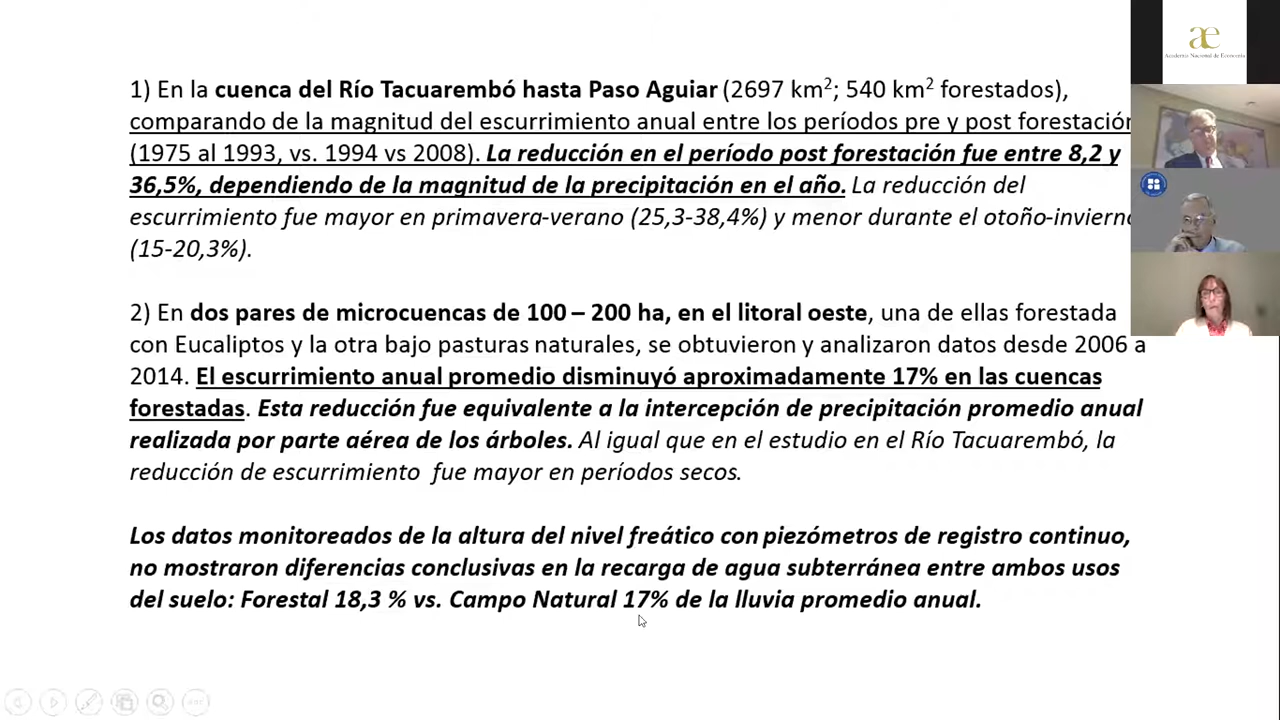 1) En la cuenca del Río Tacuarembó hasta Paso Aguiar (2697 km2; 540 km2 forestados),
comparando de la magnitud del escurrimiento anual entre los períodos pre y post forestación
(1975 al 1993, vs. 1994 vs 2008). La reducción en el período post forestación fue entre 8,2 y
36,5%, dependiendo de la magnitud de la precipitación en el año. La reducción del
escurrimiento fue mayor en primavera-verano (25,3-38,4%) y menor durante el otoño-invierno
(15-20,3%).
2) En dos pares de microcuencas de 100 – 200 ha, en el litoral oeste, una de ellas forestada
con Eucaliptos y la otra bajo pasturas naturales, se obtuvieron y analizaron datos desde 2006 a
2014. El escurrimiento anual promedio disminuyó aproximadamente 17% en las cuencas
forestadas. Esta reducción fue equivalente a la intercepción de precipitación promedio anual
realizada por parte aérea de los árboles. Al igual que en el estudio en el Río Tacuarembó, la
reducción de escurrimiento fue mayor en períodos secos.
Los datos monitoreados de la altura del nivel freático con piezómetros de registro continuo,
no mostraron diferencias conclusivas en la recarga de agua subterránea entre ambos usos
del suelo: Forestal 18,3 % vs. Campo Natural 17% de la lluvia promedio anual.
ae
Academia Nacional de Economía